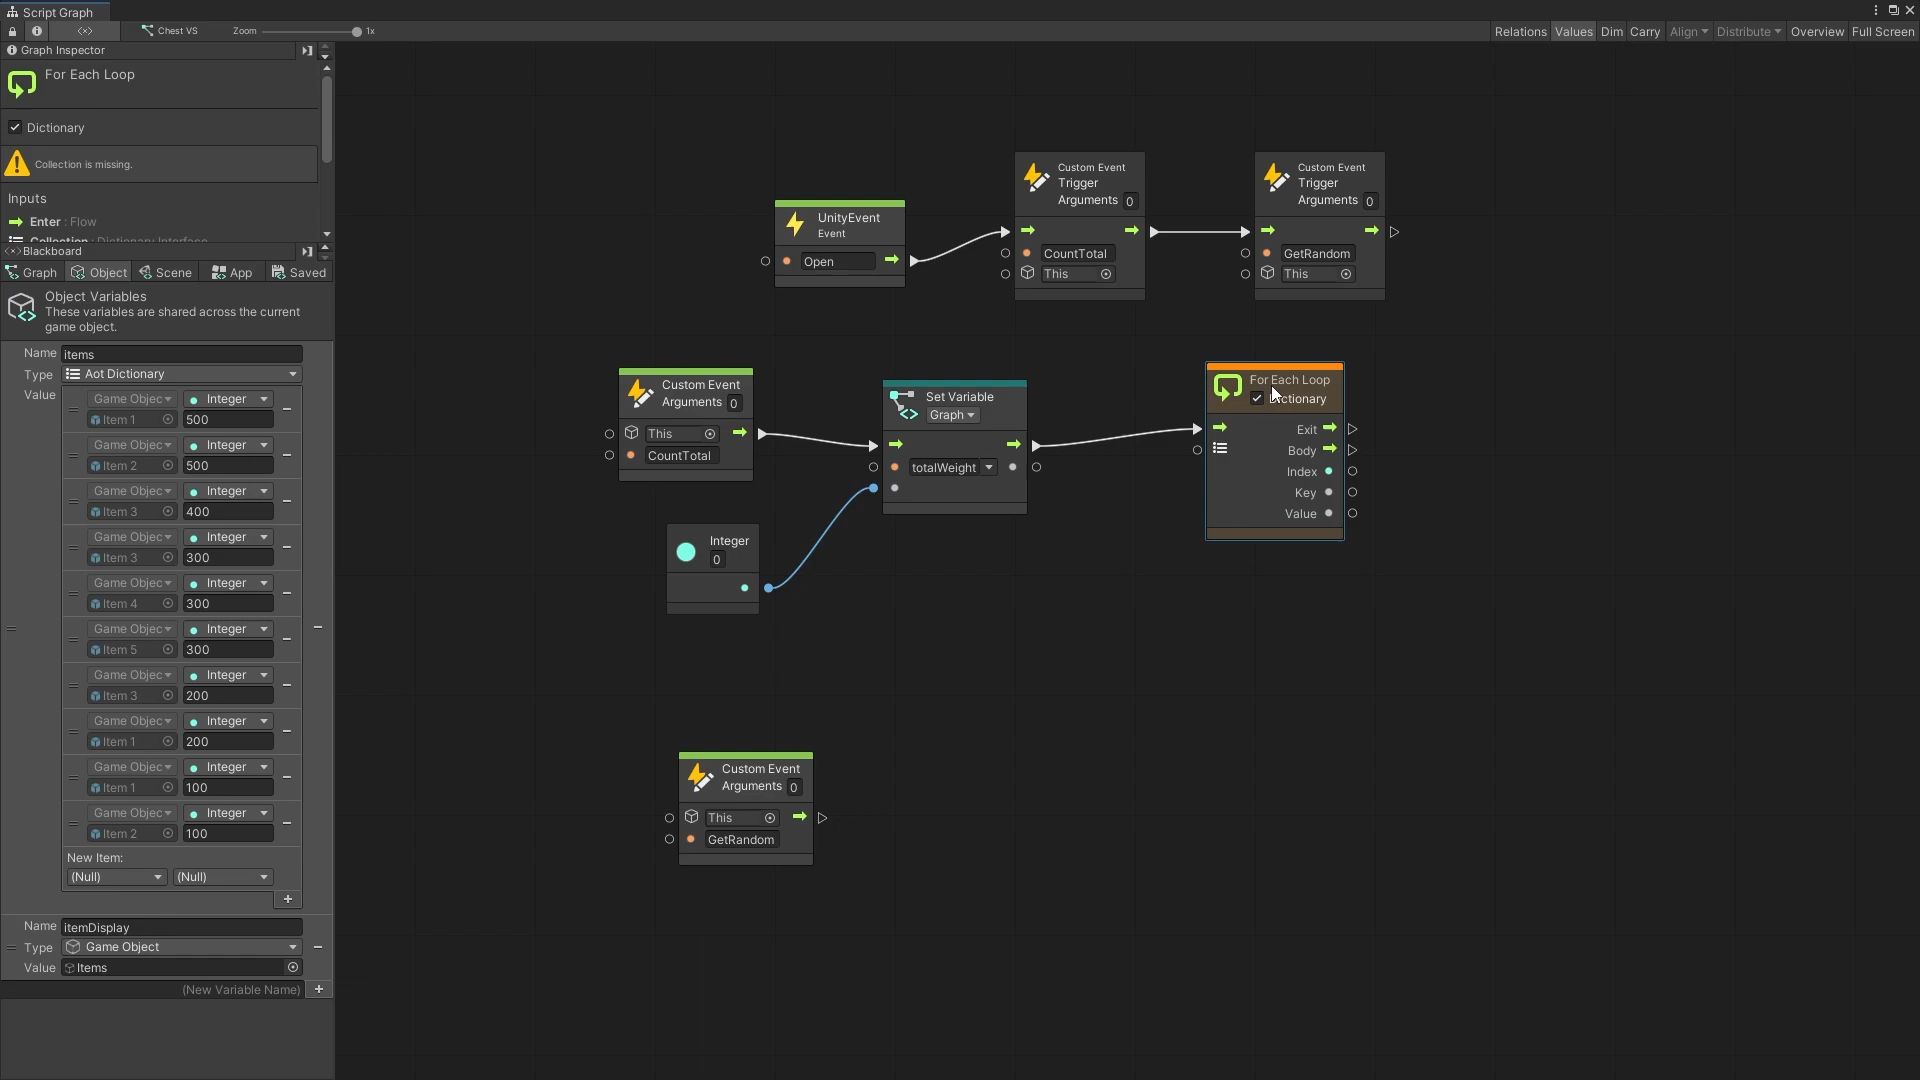 Script Graph
Chest VS
Zoom
1x
Relations
Values
Dim
Carry
Align
Distribute
Overview
Full Screen
Graph Inspector
For Each Loop
Dictionary
Collection is missing.
Inputs
Enter : Flow
Collection : Dictionary Interface
Blackboard
Graph
Object
Scene
App
Saved
Object Variables
These variables are shared across the current
game object.
Name items
Type Aot Dictionary
Value
Game Objec Integer
Item 1 500
Game Objec Integer
Item 2 500
Game Objec Integer
Item 3 400
Game Objec Integer
Item 3 300
Game Objec Integer
Item 4 300
Game Objec Integer
Item 5 300
Game Objec Integer
Item 3 200
Game Objec Integer
Item 1 200
Game Objec Integer
Item 1 100
Game Objec Integer
Item 2 100
New Item:
(Null) (Null)
Name itemDisplay
Type Game Object
Value Items
(New Variable Name)
UnityEvent
Event
Open
Custom Event
Trigger
Arguments 0
CountTotal
This
Custom Event
Trigger
Arguments 0
GetRandom
This
Custom Event
Arguments 0
This
CountTotal
Integer
0
Set Variable
Graph
totalWeight
For Each Loop
Dictionary
Exit
Body
Index
Key
Value
Custom Event
Arguments 0
This
GetRandom